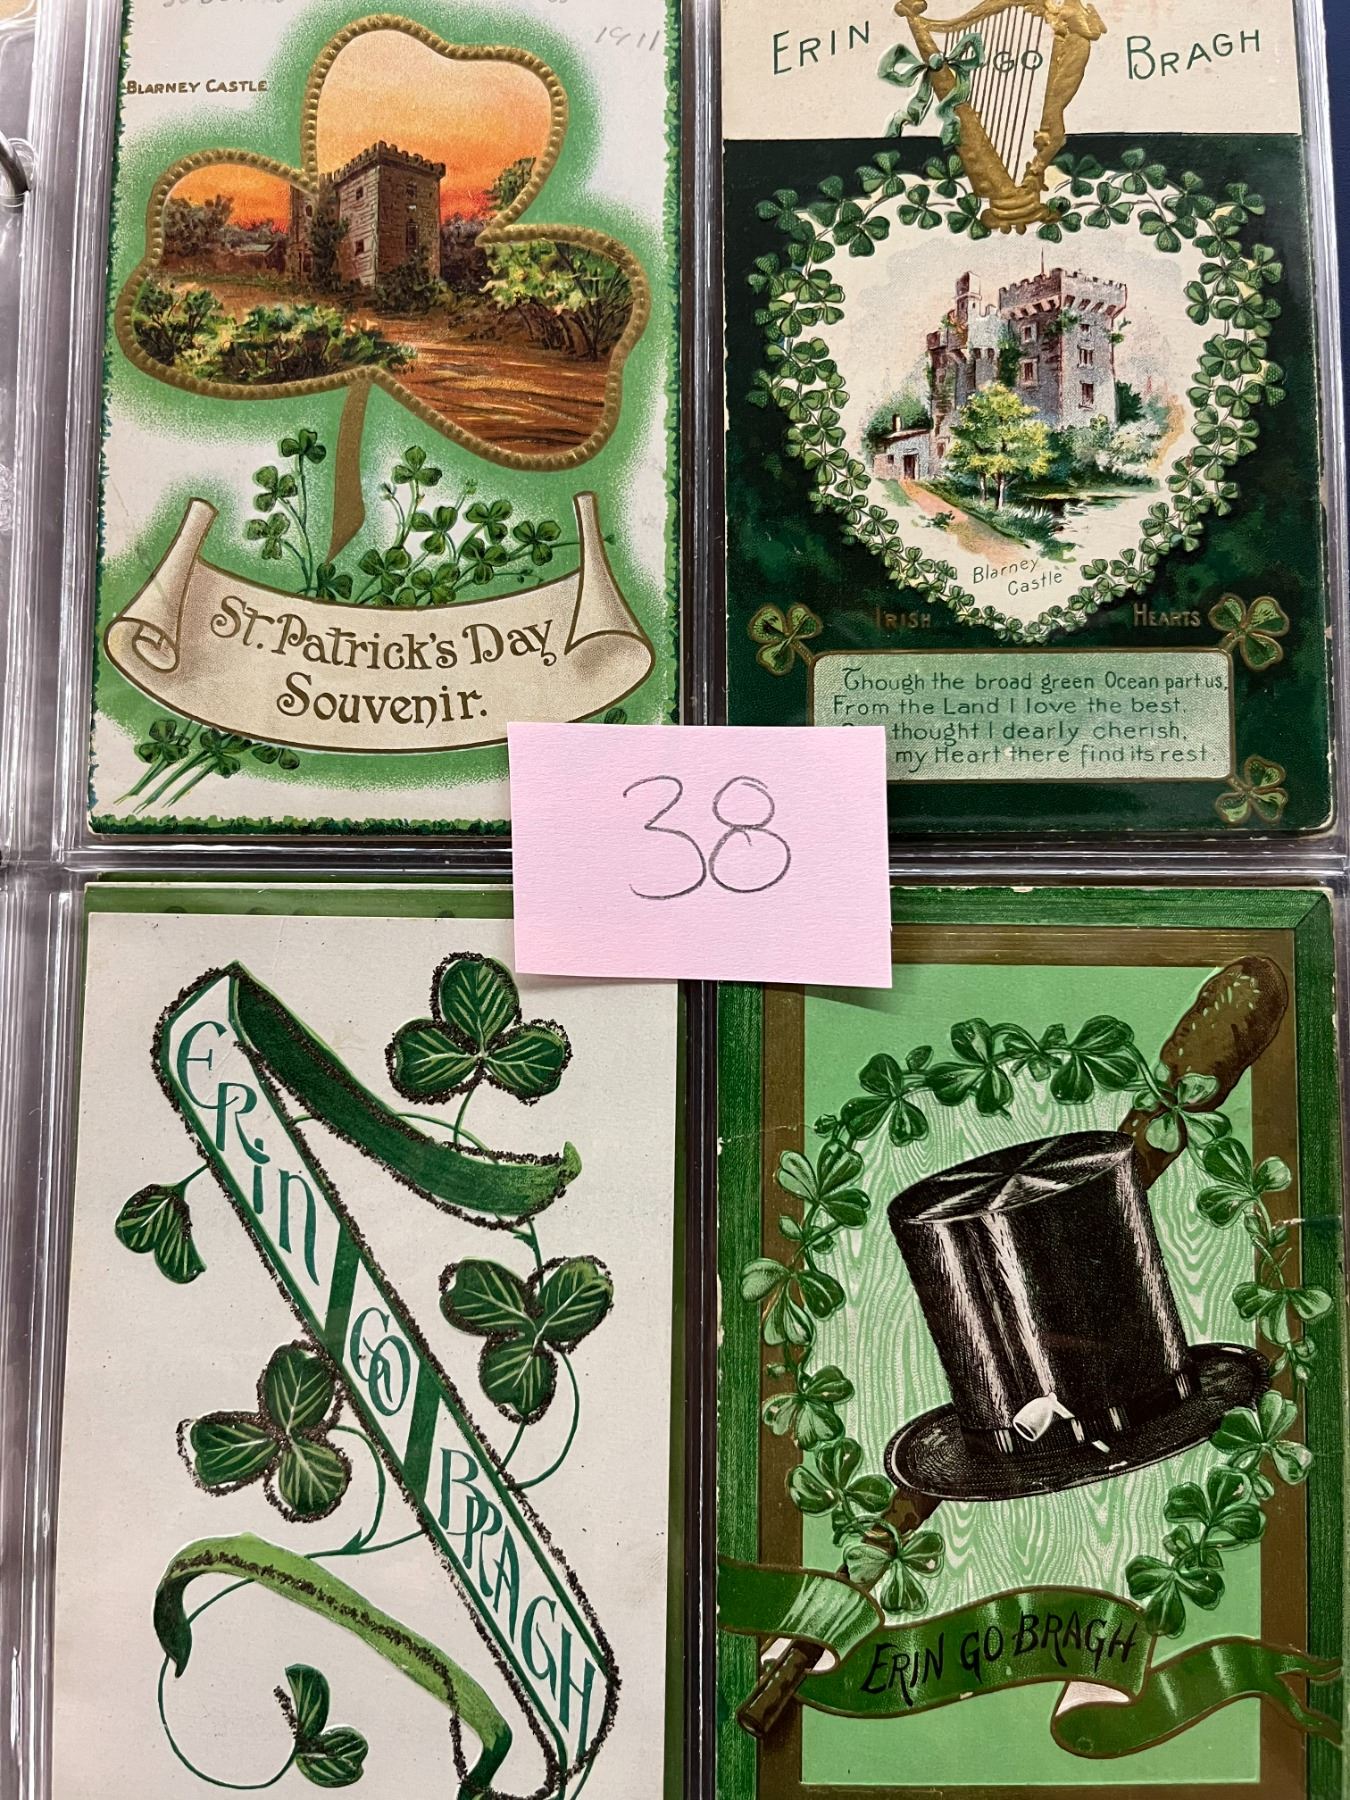 1911
BLARNEY CASTLE
St. Patrick's Day
Souvenir.
ERIN GO BRAGH
Blarney
Castle
IRISH HEARTS
Though the broad green Ocean part us,
From the Land I love the best.
thought I dearly cherish,
my Heart there find its rest.
38
ERIN GO BRAGH
ERIN GO BRAGH